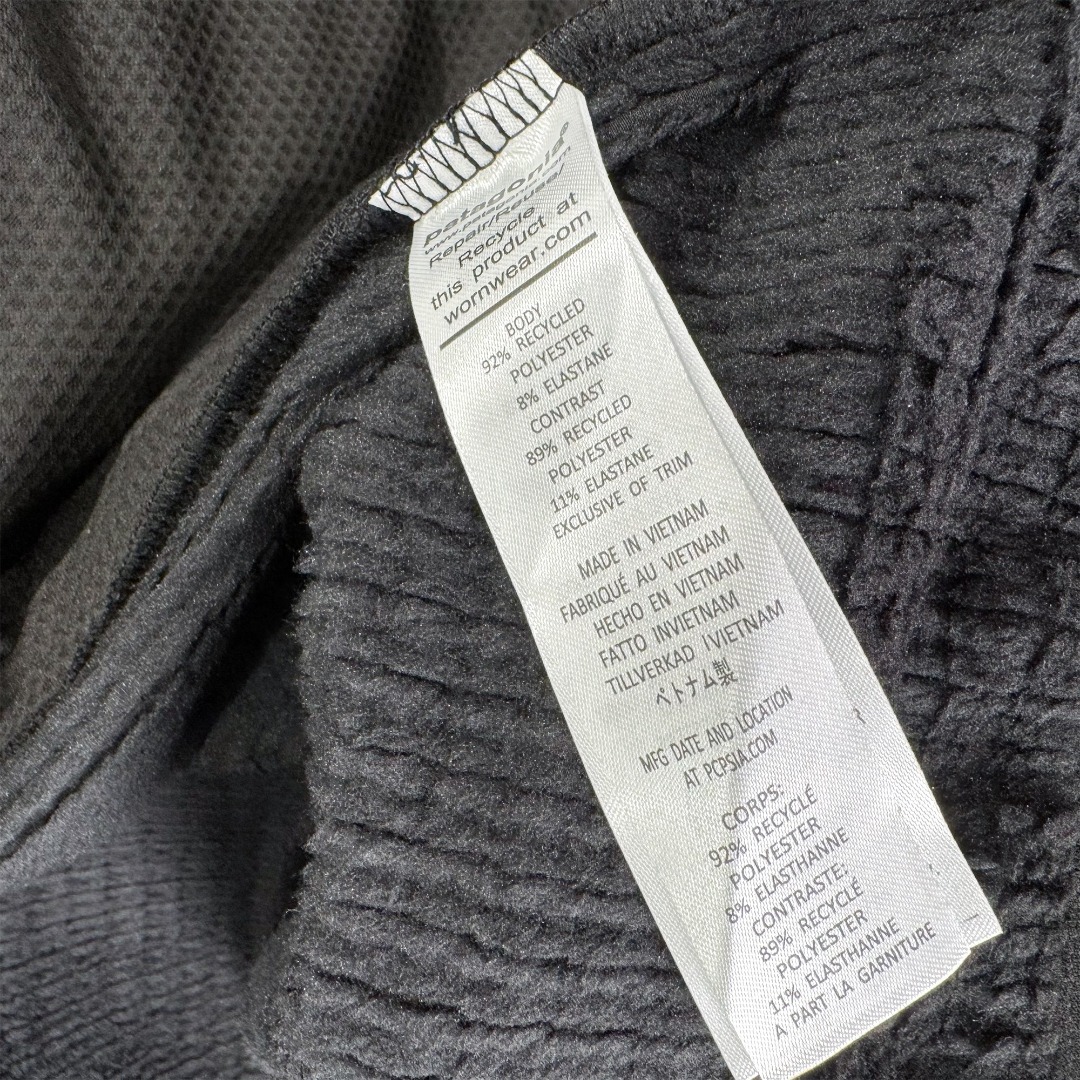 patagonia®
www.patagonia.com
Repair/Reuse/
Recycle
this product at
wornwear.com
BODY
92% RECYCLED
POLYESTER
8% ELASTANE
CONTRAST
89% RECYCLED
POLYESTER
11% ELASTANE
EXCLUSIVE OF TRIM
MADE IN VIETNAM
FABRIQUÉ AU VIETNAM
HECHO EN VIETNAM
FATTO INVIETNAM
TILLVERKAD IVIETNAM
ベトナム製
MFG DATE AND LOCATION
AT PCPSIA.COM
CORPS:
92% RECYCLÉ
POLYESTER
8% ELASTHANNE
CONTRASTE:
89% RECYCLÉ
POLYESTER
11% ELASTHANNE
A PART LA GARNITURE